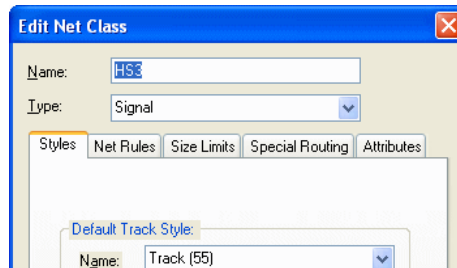 Edit Net Class
Name: HS3
Type: Signal
Styles Net Rules Size Limits Special Routing Attributes
Default Track Style:
Name: Track (55)